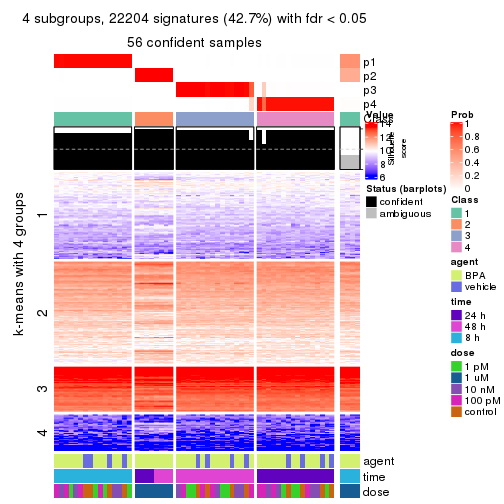 4 subgroups, 22204 signatures (42.7%) with fdr < 0.05
56 confident samples
p1
p2
p3
p4
Class
Silhouette
score
k-means with 4 groups
1
2
3
4
agent
time
dose
Value
14
12
10
8
6
Status (barplots)
confident
ambiguous
Prob
1
0.8
0.6
0.4
0.2
0
Class
1
2
3
4
agent
BPA
vehicle
time
24 h
48 h
8 h
dose
1 pM
1 uM
10 nM
100 pM
control